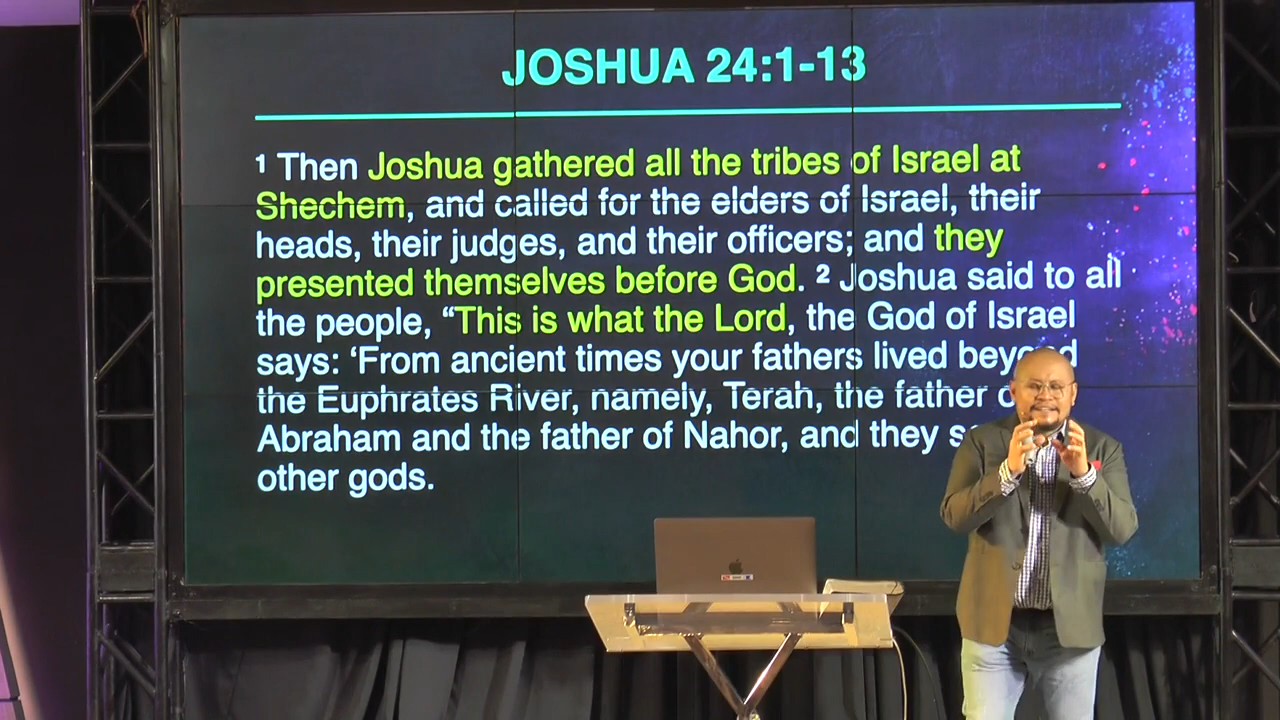 JOSHUA 24:1-13
¹ Then Joshua gathered all the tribes of Israel at
Shechem, and called for the elders of Israel, their
heads, their judges, and their officers; and they
presented themselves before God. ² Joshua said to all
the people, “This is what the Lord, the God of Israel
says: ‘From ancient times your fathers lived beyond
the Euphrates River, namely, Terah, the father
Abraham and the father of Nahor, and they
other gods.